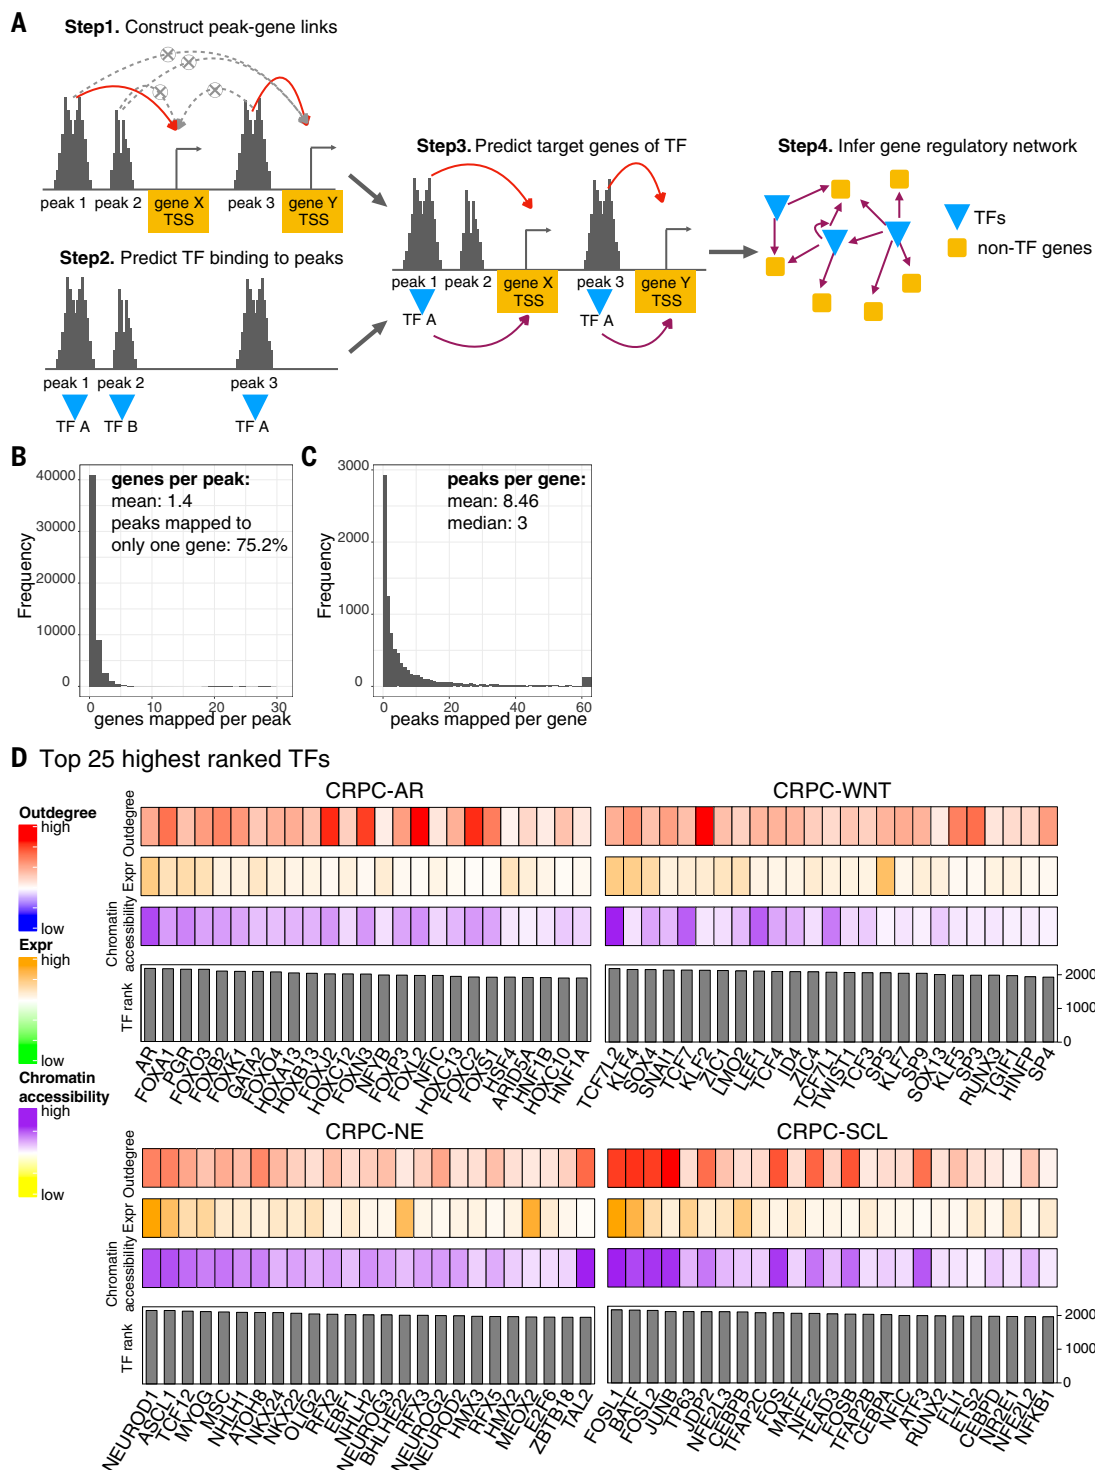 A
Step1. Construct peak-gene links
peak 1 peak 2 gene X TSS peak 3 gene Y TSS
Step2. Predict TF binding to peaks
peak 1 peak 2 peak 3
TF A TF B TF A
Step3. Predict target genes of TF
peak 1 peak 2 gene X TSS peak 3 gene Y TSS
TF A TF A
Step4. Infer gene regulatory network
TFs
non-TF genes
B
genes per peak:
mean: 1.4
peaks mapped to
only one gene: 75.2%
Frequency
40000
30000
20000
10000
0
0 10 20 30
genes mapped per peak
C
peaks per gene:
mean: 8.46
median: 3
Frequency
3000
2000
1000
0
0 20 40 60
peaks mapped per gene
D Top 25 highest ranked TFs
Outdegree
high
low
Expr
high
low
Chromatin
accessibility
high
low
CRPC-AR
Outdegree
Expr
Chromatin
accessibility
TF rank
AR
FOXA1
PGR
FOXO3
FOXB2
FOXK1
GATA2
FOXO4
HOXA13
HOXB13
FOXJ2
HOXC12
FOXN3
NFYB
FOXP3
FOXL2
NFIC
HOXC13
FOXC2
FOXS1
HSF4
ARID5A
HNF1B
HOXC10
HNF1A
CRPC-WNT
2000
1000
0
TCF7L2
KLF4
SOX4
SNAI1
TCF7
KLF2
ZIC1
LMO2
LEF1
TCF4
ID4
ZIC4
TCF7L1
TWIST1
TCF3
SP5
KLF7
SP9
SOX13
KLF5
SP3
RUNX3
TGIF1
HINFP
SP4
CRPC-NE
Outdegree
Expr
Chromatin
accessibility
TF rank
NEUROD1
ASCL1
TCF12
MYOG
MSC
NHLH1
ATOH8
NKX24
NKX22
OLIG2
RFX2
EBF1
NHLH2
NEUROG3
BHLHE22
RFX3
NEUROG2
NEUROD2
HMX3
RFX5
HMX2
MEOX2
E2F6
ZBTB18
TAL2
CRPC-SCL
2000
1000
0
FOSL1
BATF
FOSL2
JUNB
TP63
JDP2
NFE2L3
CEBPB
TFAP2C
FOS
MAFF
NFE2
TEAD3
FOSB
TFAP2B
CEBPA
NFIC
ATF3
RUNX2
FLI1
ETS2
CEBPD
NR2E1
NFE2L2
NFKB1